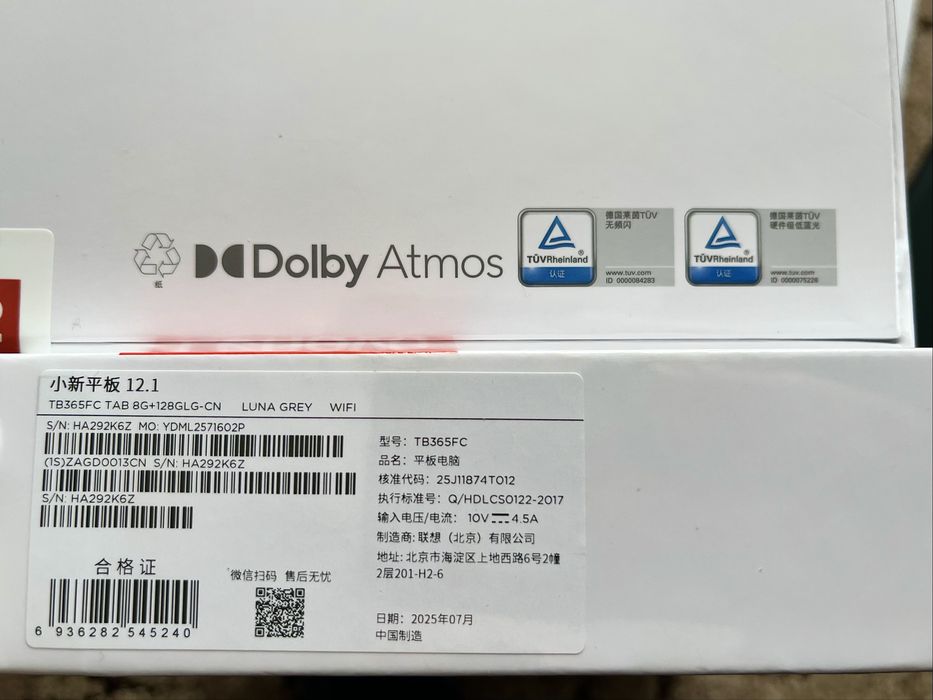 纸
Dolby Atmos
TÜVRheinland
®
认证
德国莱茵TÜV
无频闪
www.tuv.com
ID 0000084283
TÜVRheinland
®
认证
德国莱茵TÜV
硬件级低蓝光
www.tuv.com
ID 0000075226
小新平板 12.1
TB365FC TAB 8G+128GLG-CN LUNA GREY WIFI
S/N: HA292K6Z MO: YDML2571602P
(1S)ZAGD0013CN S/N: HA292K6Z
S/N: HA292K6Z
合格证
6 936282 545240
微信扫码 售后无忧
型号: TB365FC
品名: 平板电脑
核准代码: 25J11874T012
执行标准号: Q/HDLCS0122-2017
输入电压/电流: 10V 4.5A
制造商: 联想（北京）有限公司
地址: 北京市海淀区上地西路6号2幢
2层201-H2-6
日期: 2025年07月
中国制造